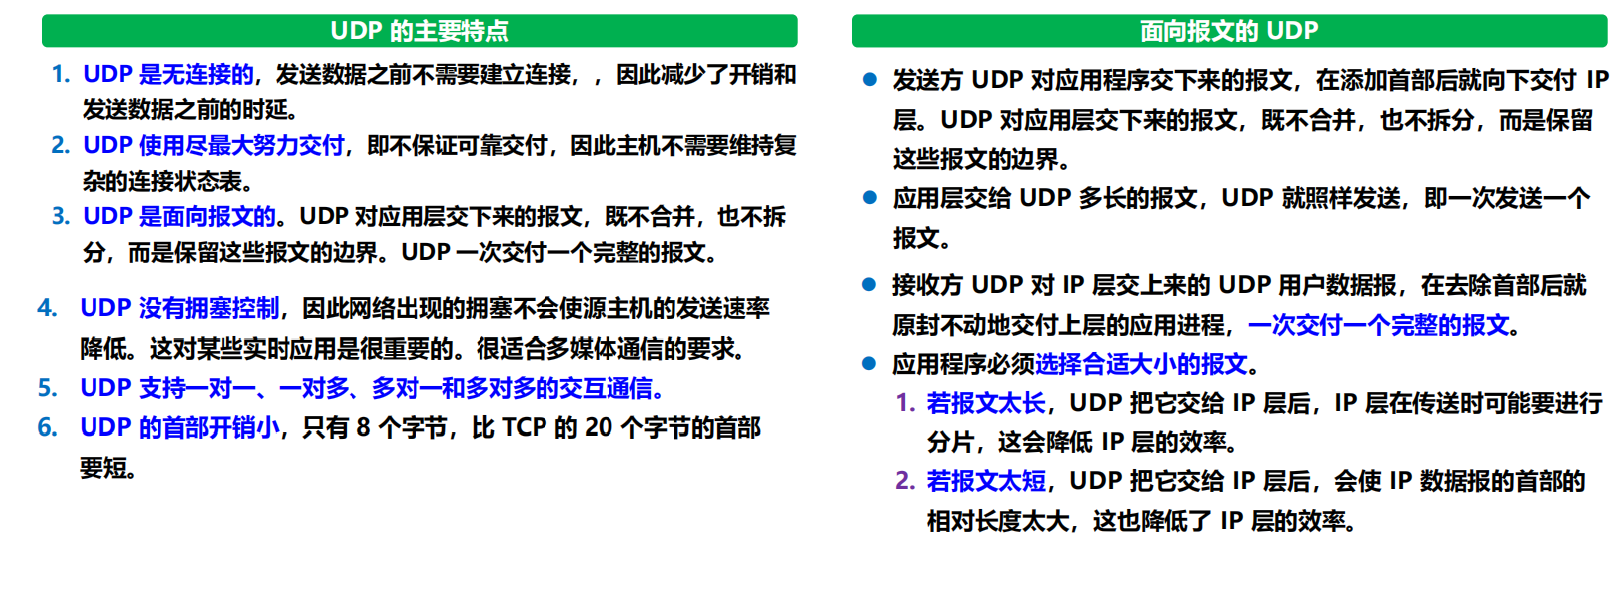 UDP 的主要特点
1. UDP 是无连接的，发送数据之前不需要建立连接，，因此减少了开销和
发送数据之前的时延。
2. UDP 使用尽最大努力交付，即不保证可靠交付，因此主机不需要维持复
杂的连接状态表。
3. UDP 是面向报文的。UDP 对应用层交下来的报文，既不合并，也不拆
分，而是保留这些报文的边界。UDP 一次交付一个完整的报文。
4. UDP 没有拥塞控制，因此网络出现的拥塞不会使源主机的发送速率
降低。这对某些实时应用是很重要的。很适合多媒体通信的要求。
5. UDP 支持一对一、一对多、多对一和多对多的交互通信。
6. UDP 的首部开销小，只有 8 个字节，比 TCP 的 20 个字节的首部
要短。
面向报文的 UDP
● 发送方 UDP 对应用程序交下来的报文，在添加首部后就向下交付 IP
层。UDP 对应用层交下来的报文，既不合并，也不拆分，而是保留
这些报文的边界。
● 应用层交给 UDP 多长的报文，UDP 就照样发送，即一次发送一个
报文。
● 接收方 UDP 对 IP 层交上来的 UDP 用户数据报，在去除首部后就
原封不动地交付上层的应用进程，一次交付一个完整的报文。
● 应用程序必须选择合适大小的报文。
1. 若报文太长，UDP 把它交给 IP 层后，IP 层在传送时可能要进行
分片，这会降低 IP 层的效率。
2. 若报文太短，UDP 把它交给 IP 层后，会使 IP 数据报的首部的
相对长度太大，这也降低了 IP 层的效率。